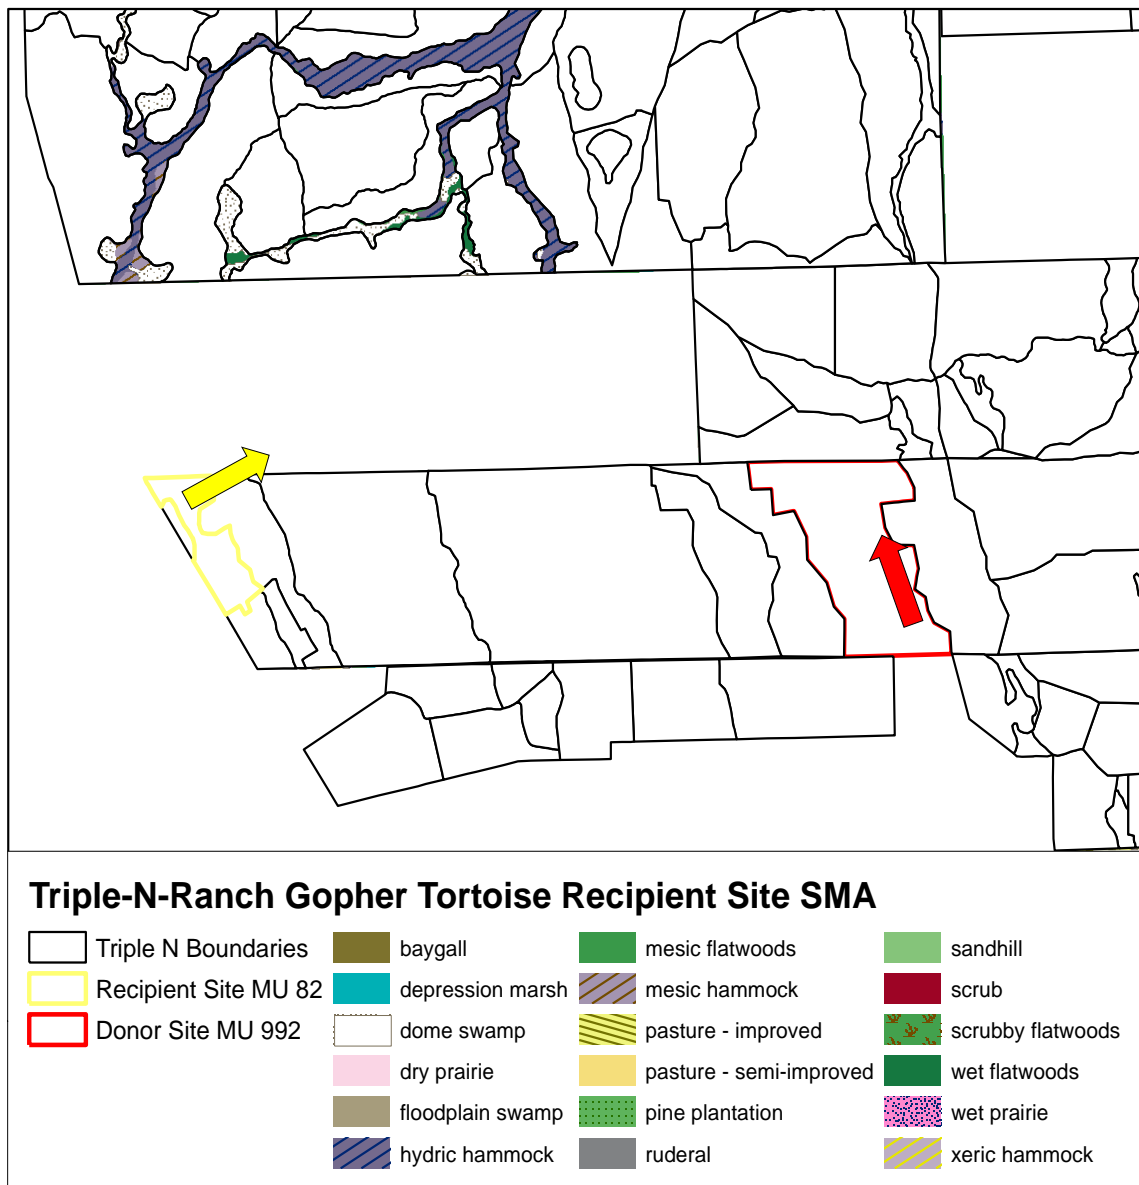 Triple-N-Ranch Gopher Tortoise Recipient Site SMA
Triple N Boundaries
Recipient Site MU 82
Donor Site MU 992
baygall
depression marsh
dome swamp
dry prairie
floodplain swamp
hydric hammock
mesic flatwoods
mesic hammock
pasture - improved
pasture - semi-improved
pine plantation
ruderal
sandhill
scrub
scrubby flatwoods
wet flatwoods
wet prairie
xeric hammock